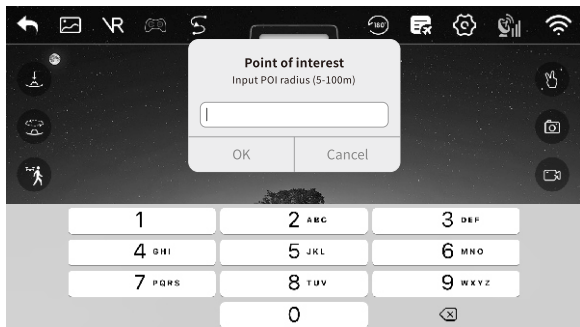 VR
180°
Point of interest
Input POI radius (5-100m)
OK Cancel
1 2 ABC 3 DEF
4 GHI 5 JKL 6 MNO
7 PQRS 8 TUV 9 WXYZ
0